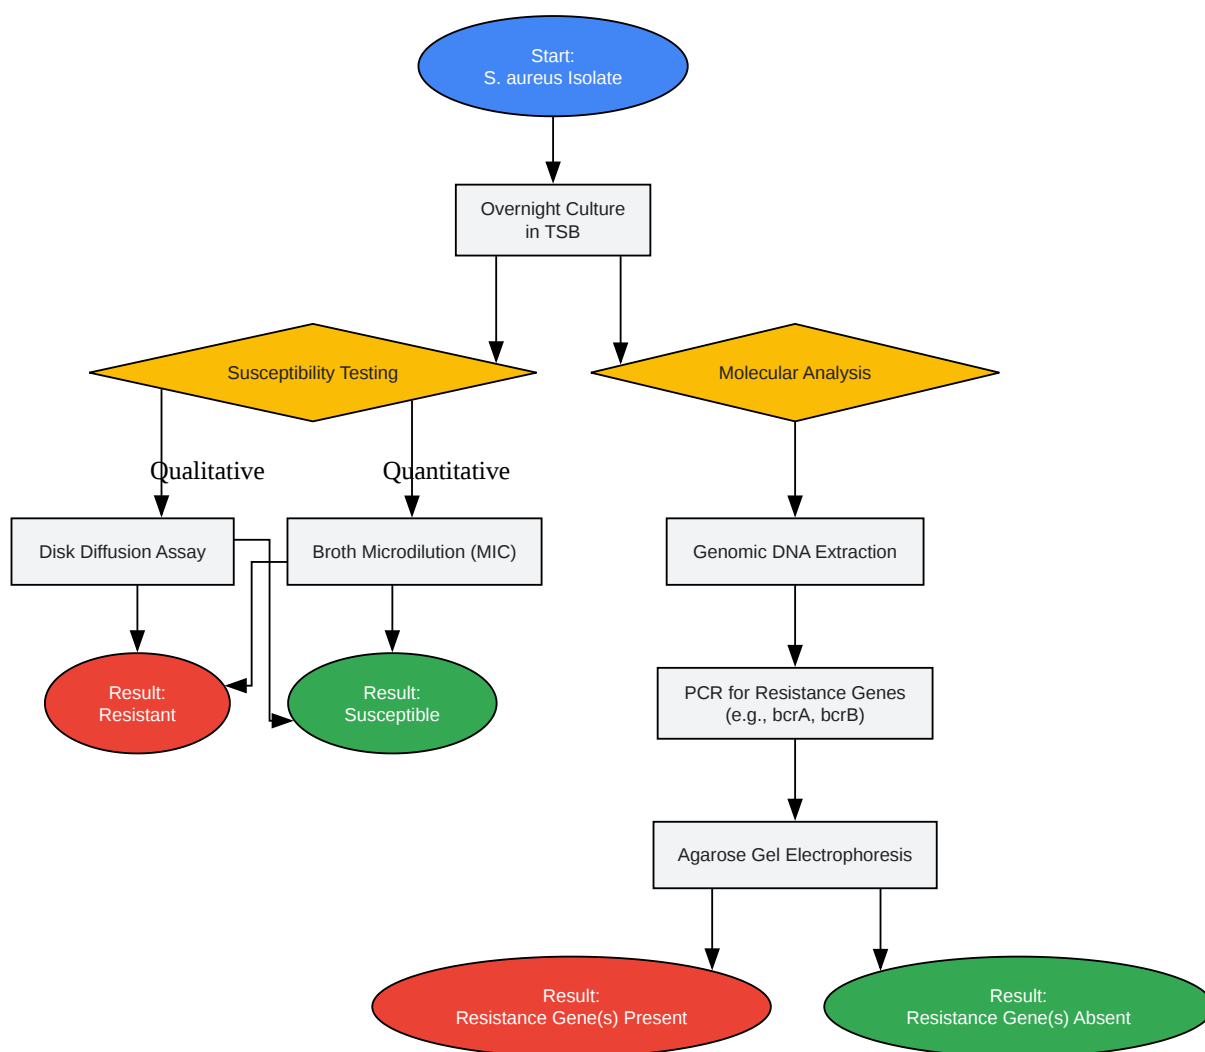 Start:
S. aureus Isolate
Overnight Culture
in TSB
Susceptibility Testing
Molecular Analysis
Qualitative
Quantitative
Disk Diffusion Assay
Broth Microdilution (MIC)
Genomic DNA Extraction
Result:
Resistant
Result:
Susceptible
PCR for Resistance Genes
(e.g., bcrA, bcrB)
Agarose Gel Electrophoresis
Result:
Resistance Gene(s) Present
Result:
Resistance Gene(s) Absent